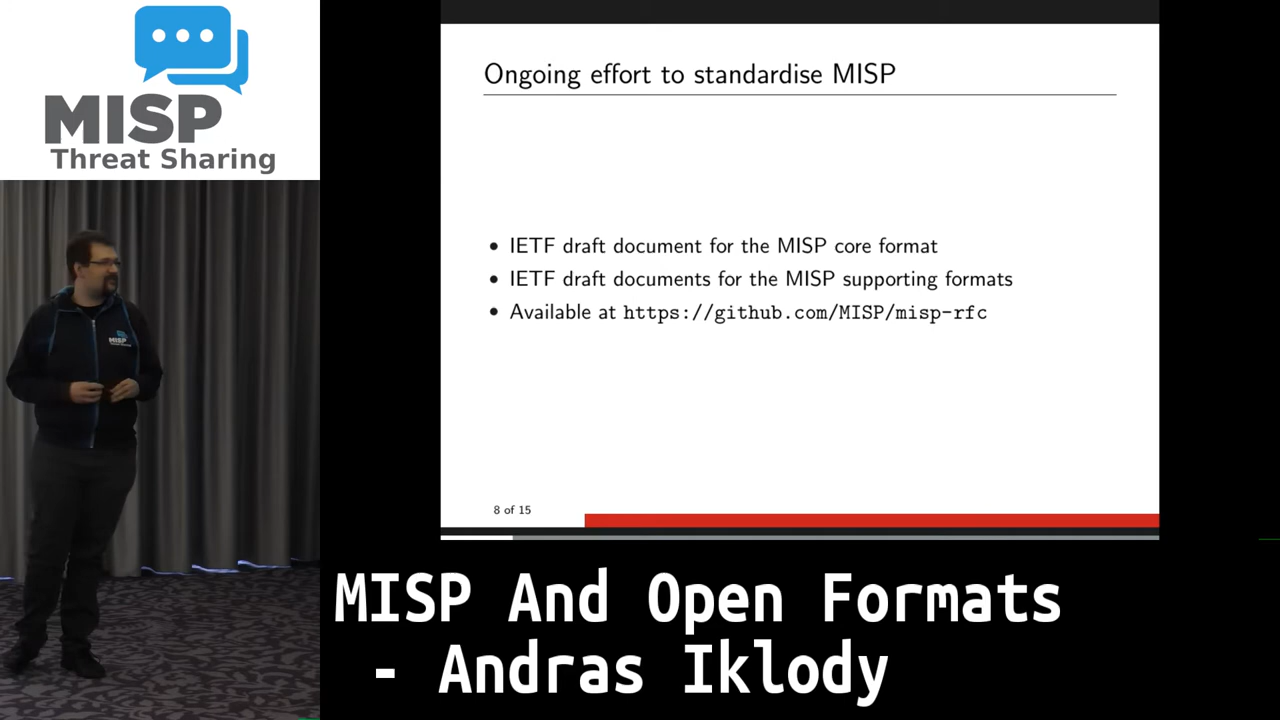 MISP
Threat Sharing
Ongoing effort to standardise MISP
• IETF draft document for the MISP core format
• IETF draft documents for the MISP supporting formats
• Available at https://github.com/MISP/misp-rfc
8 of 15
MISP
MISP And Open Formats
- Andras Iklody